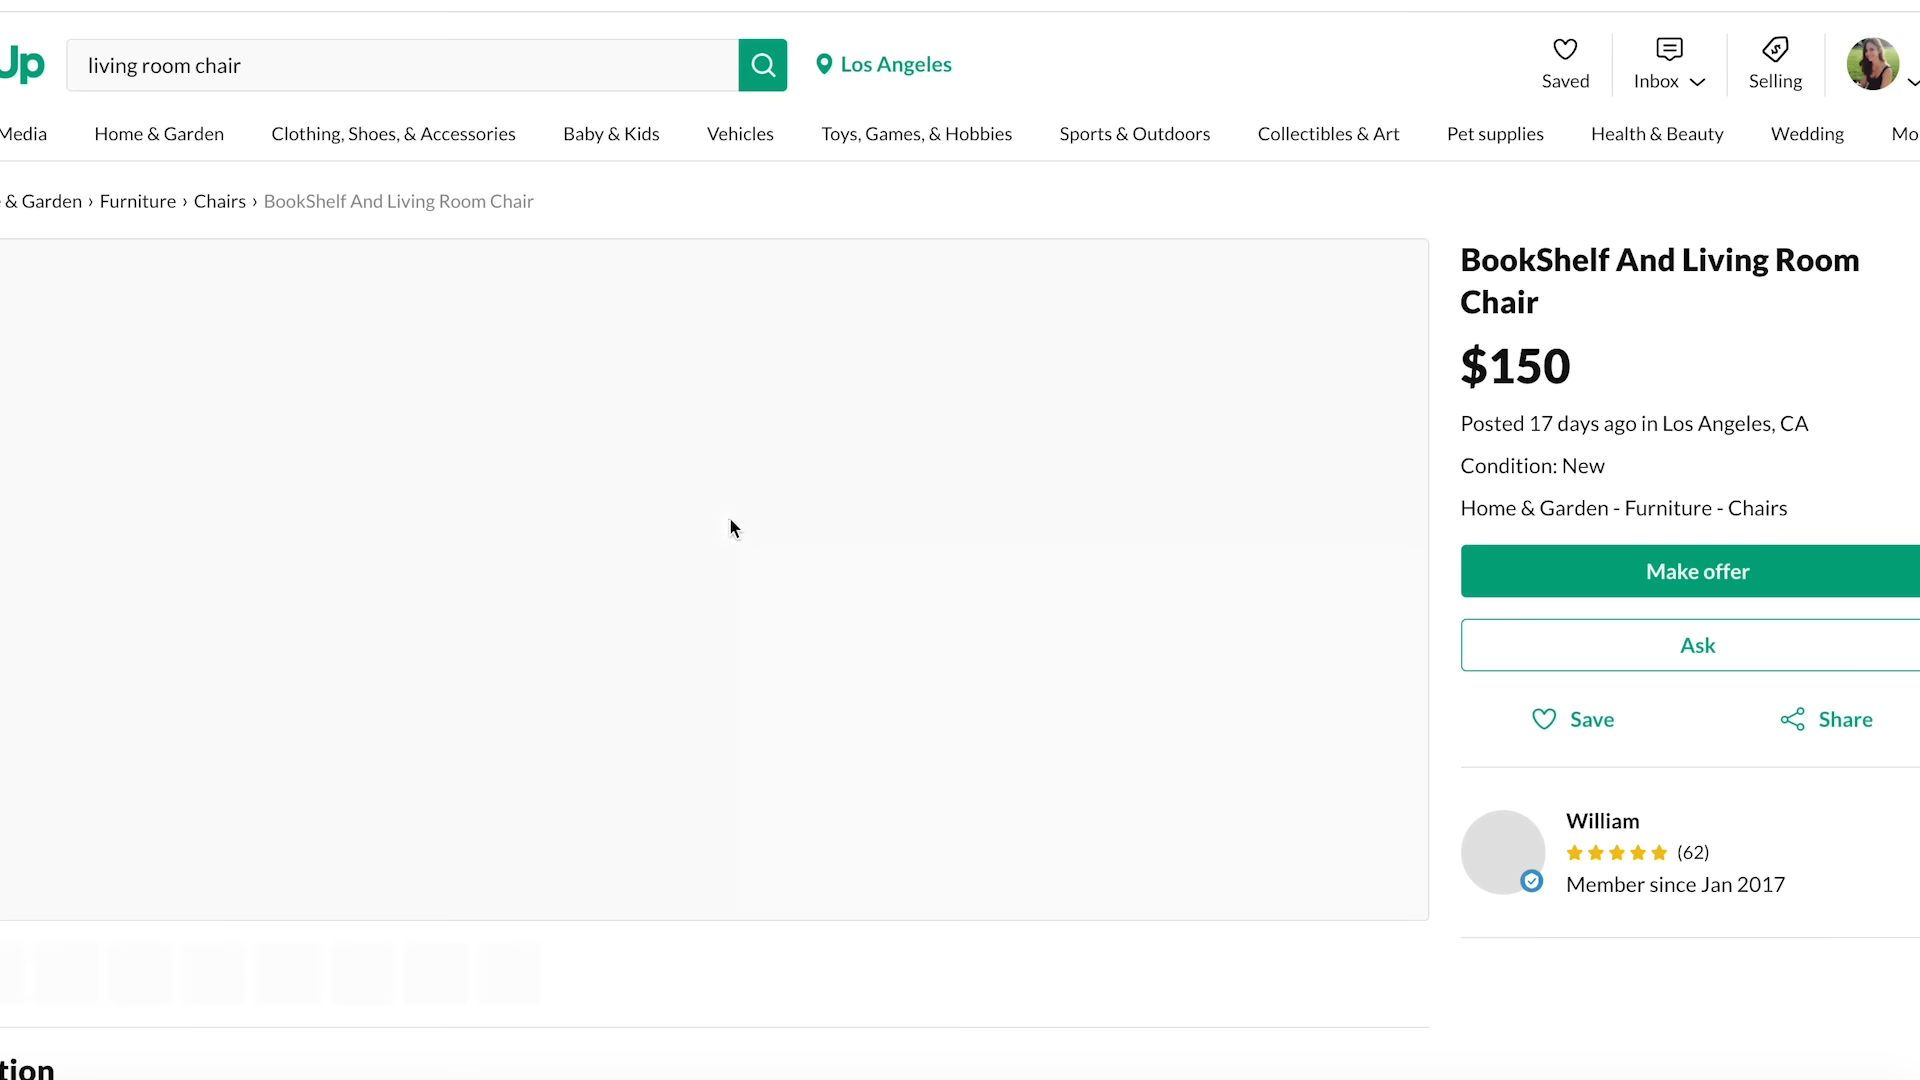 Up
living room chair
Los Angeles
Saved
Inbox
Selling
Media
Home & Garden
Clothing, Shoes, & Accessories
Baby & Kids
Vehicles
Toys, Games, & Hobbies
Sports & Outdoors
Collectibles & Art
Pet supplies
Health & Beauty
Wedding
Mo
& Garden › Furniture › Chairs › BookShelf And Living Room Chair
BookShelf And Living Room
Chair
$150
Posted 17 days ago in Los Angeles, CA
Condition: New
Home & Garden - Furniture - Chairs
Make offer
Ask
Save
Share
William
(62)
Member since Jan 2017
tion